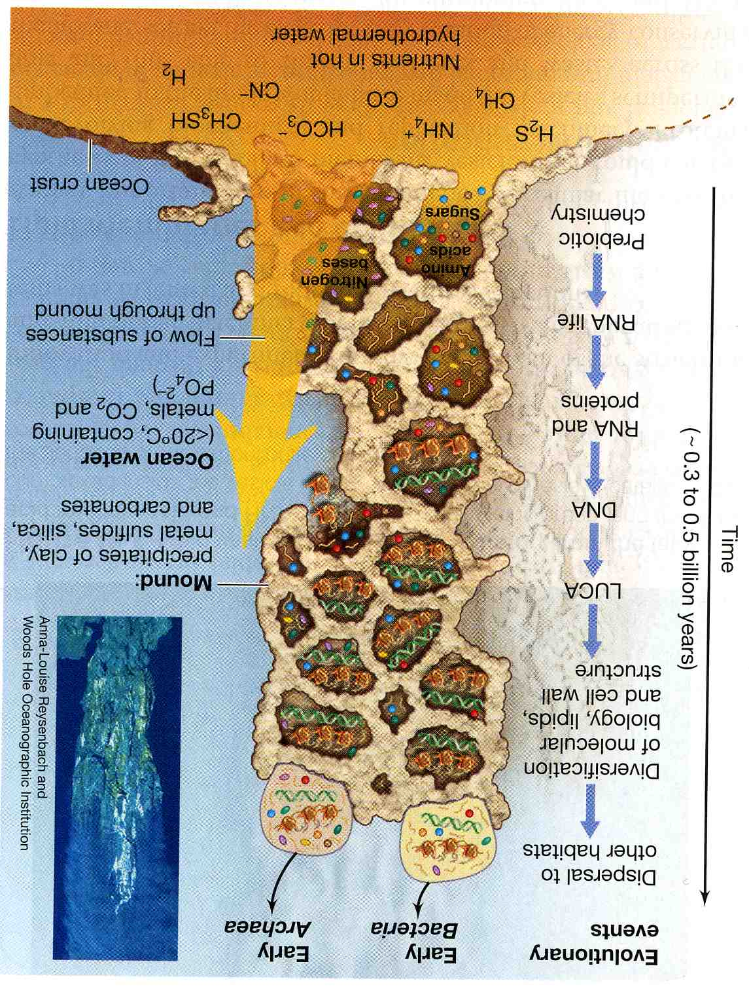 Evolutionary
events
Early
Bacteria
Early
Archaea
Dispersal to
other habitats
Diversification
of molecular
biology, lipids,
and cell wall
structure
LUCA
DNA
RNA and
proteins
RNA life
Prebiotic
chemistry
Time
(~ 0.3 to 0.5 billion years)
Anna-Louise Reysenbach and
Woods Hole Oceanographic Institution
Mound:
precipitates of clay,
metal sulfides, silica,
and carbonates
Ocean water
(<20°C, containing
metals, CO₂ and
PO₄²⁻)
Flow of substances
up through mound
Nitrogen
bases
Amino
acids
Sugars
Ocean crust
H₂S
NH₄⁺
HCO₃⁻
CH₃SH
CH₄
CO
CN⁻
H₂
Nutrients in hot
hydrothermal water